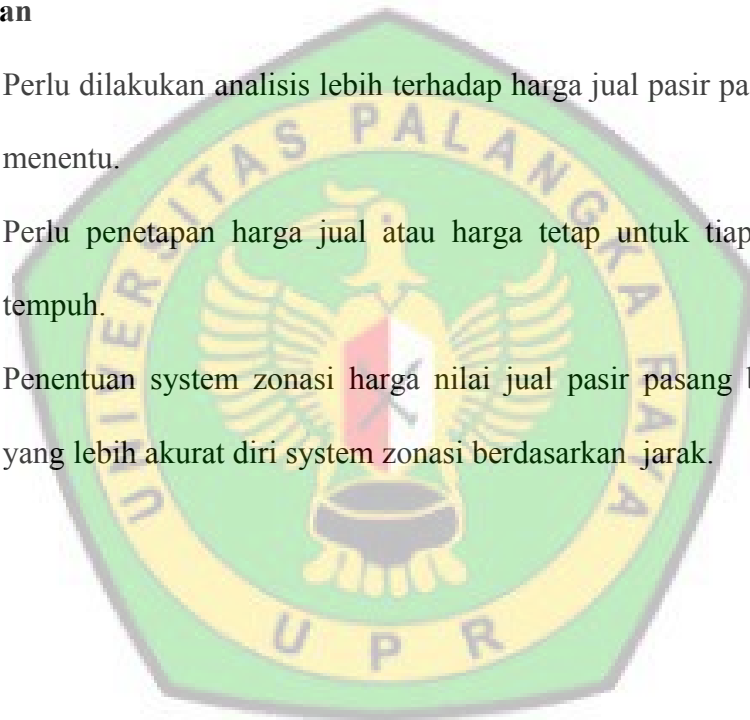 an
Perlu dilakukan analisis lebih terhadap harga jual pasir pa
menentu.
Perlu penetapan harga jual atau harga tetap untuk tiap
tempuh.
Penentuan system zonasi harga nilai jual pasir pasang b
yang lebih akurat diri system zonasi berdasarkan jarak.
UNIVERSITAS PALANGKA RAYA
UPR